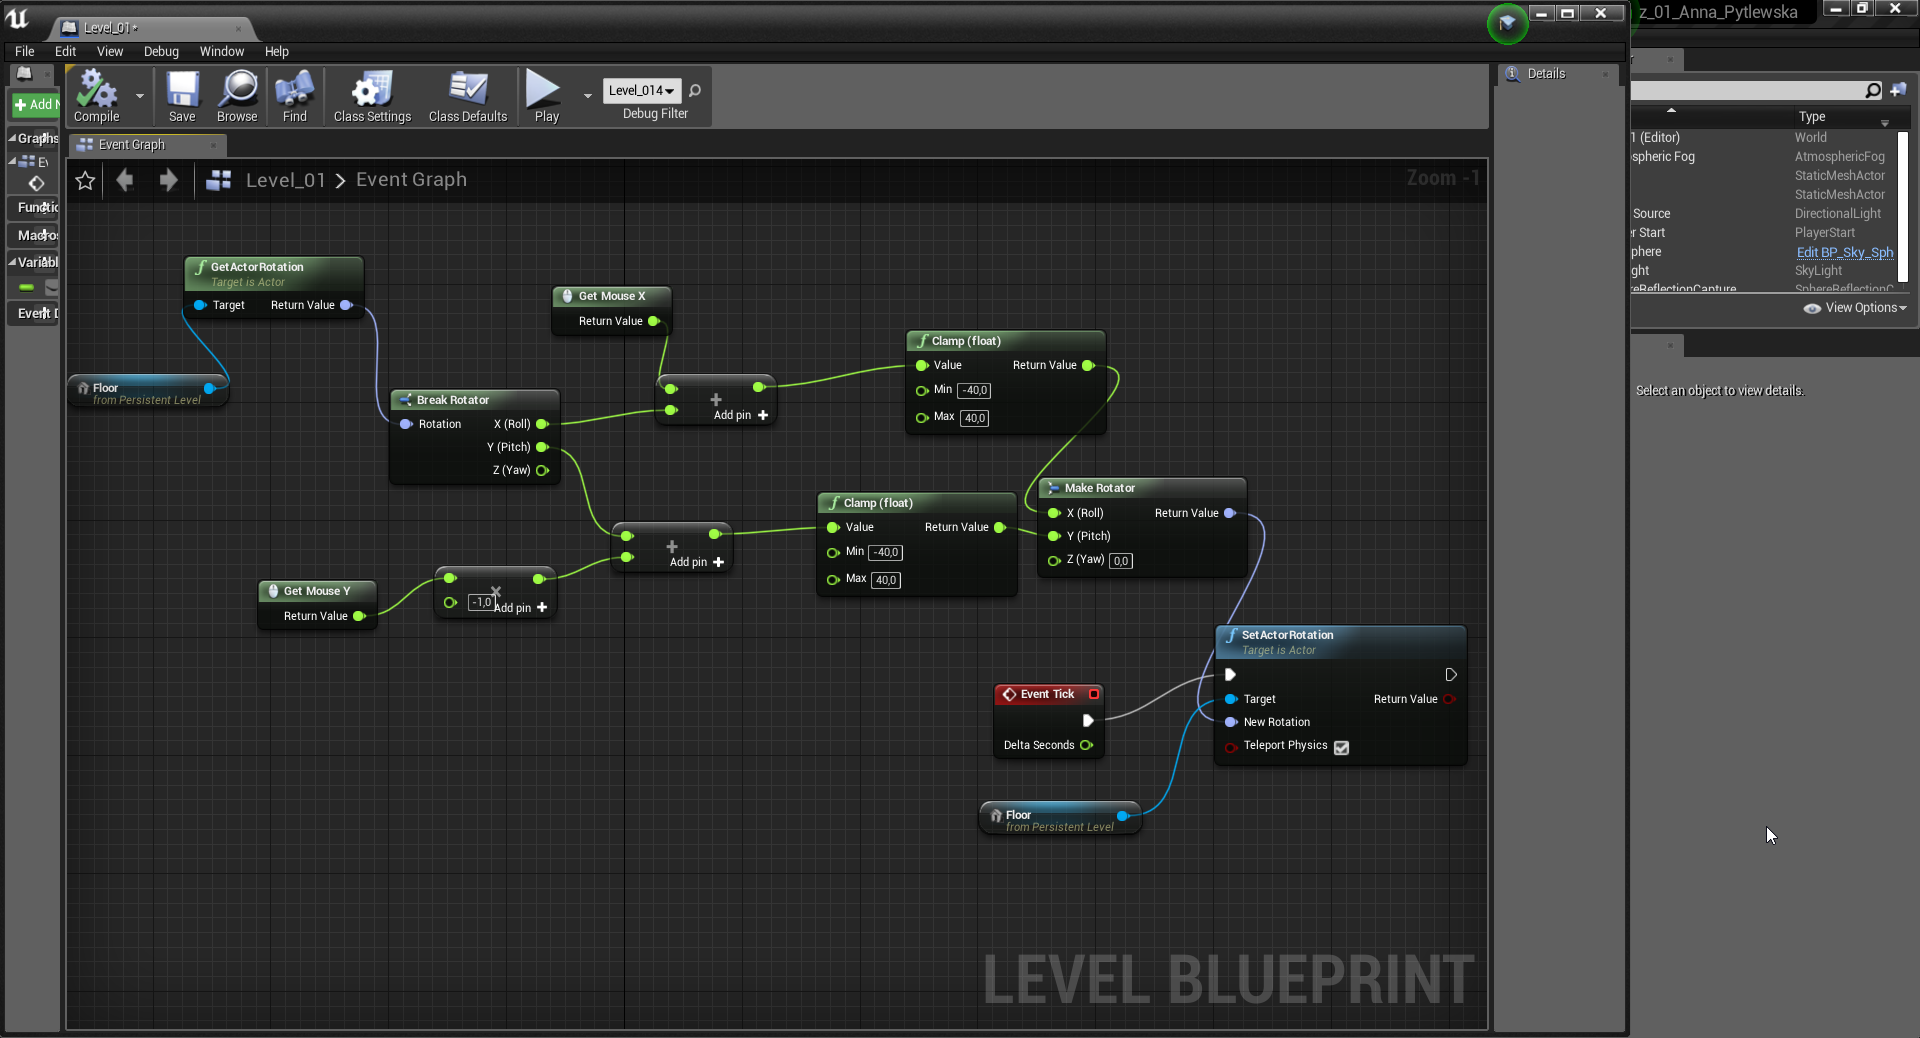 Level_01*
z_01_Anna_Pytlewska
File Edit View Debug Window Help
Add N
Compile
Save
Browse
Find
Class Settings
Class Defaults
Play
Level_014
Debug Filter
Details
Type
Graphs
Functio
Macros
Variabl
Event D
Event Graph
Level_01 > Event Graph
Zoom -1
1 (Editor) World
spheric Fog AtmosphericFog
StaticMeshActor
StaticMeshActor
Source DirectionalLight
er Start PlayerStart
phere Edit BP_Sky_Sph
ght SkyLight
reReflectionCapture SphereReflectionC
View Options
Select an object to view details.
GetActorRotation
Target is Actor
Target Return Value
Floor
from Persistent Level
Get Mouse X
Return Value
Break Rotator
Rotation X (Roll)
Y (Pitch)
Z (Yaw)
+
Add pin +
Clamp (float)
Value Return Value
Min -40,0
Max 40,0
Clamp (float)
Value Return Value
Min -40,0
Max 40,0
Make Rotator
X (Roll) Return Value
Y (Pitch)
Z (Yaw) 0,0
+
Add pin +
Get Mouse Y
Return Value
×
-1,0 Add pin +
SetActorRotation
Target is Actor
Target Return Value
New Rotation
Teleport Physics
Event Tick
Delta Seconds
Floor
from Persistent Level
LEVEL BLUEPRINT